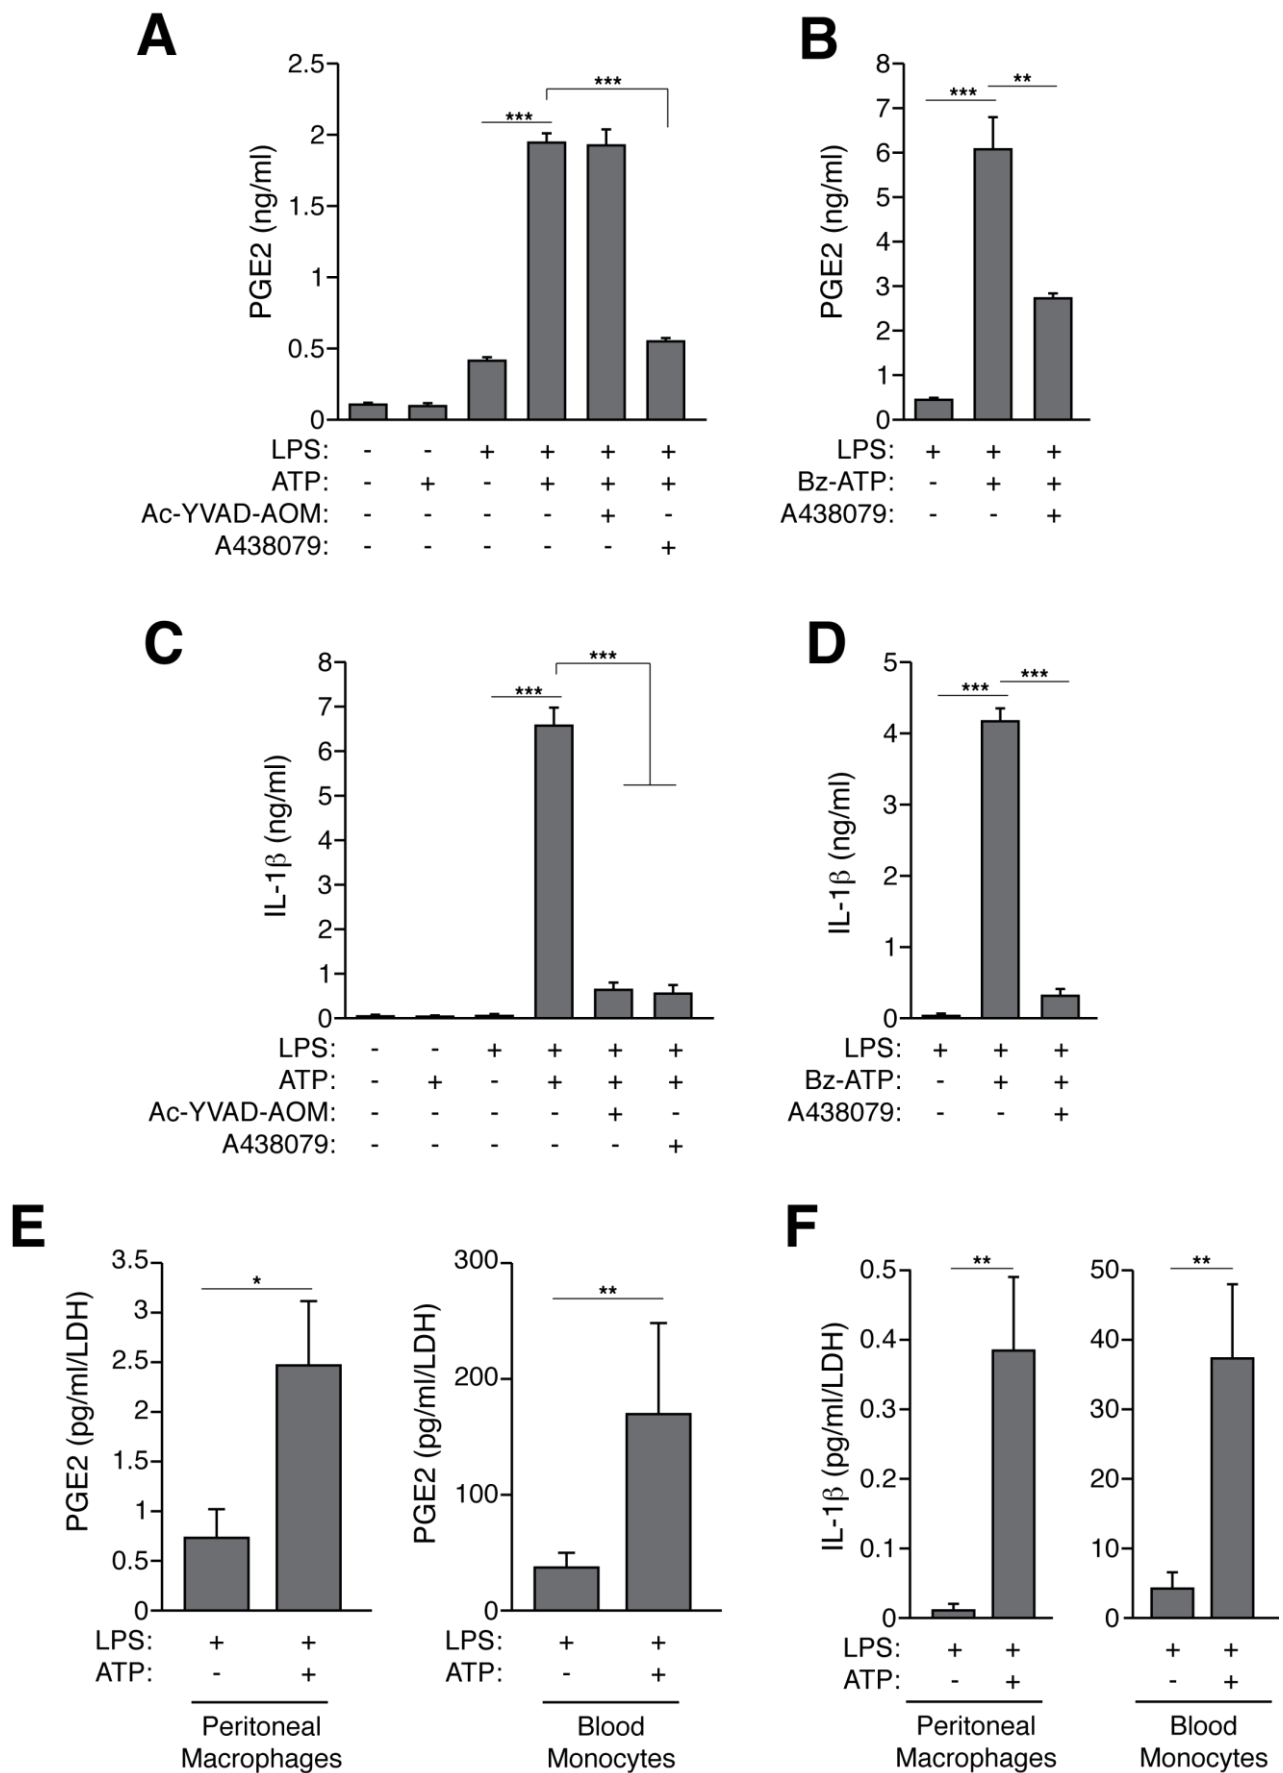 A
PGE2 (ng/ml)
2.5
2
1.5
1
0.5
0
***
***
LPS: - - + + + +
ATP: - + - + + +
Ac-YVAD-AOM: - - - - + -
A438079: - - - - - +
B
PGE2 (ng/ml)
8
7
6
5
4
3
2
1
0
***
**
LPS: + + +
Bz-ATP: - + +
A438079: - - +
C
IL-1β (ng/ml)
8
7
6
5
4
3
2
1
0
***
***
LPS: - - + + + +
ATP: - + - + + +
Ac-YVAD-AOM: - - - - + -
A438079: - - - - - +
D
IL-1β (ng/ml)
5
4
3
2
1
0
***
***
LPS: + + +
Bz-ATP: - + +
A438079: - - +
E
PGE2 (pg/ml/LDH)
3.5
3
2.5
2
1.5
1
0.5
0
*
LPS: + +
ATP: - +
Peritoneal
Macrophages
PGE2 (pg/ml/LDH)
300
200
100
0
**
LPS: + +
ATP: - +
Blood
Monocytes
F
IL-1β (pg/ml/LDH)
0.5
0.4
0.3
0.2
0.1
0
**
LPS: + +
ATP: - +
Peritoneal
Macrophages
50
40
30
20
10
0
**
+ +
- +
Blood
Monocytes